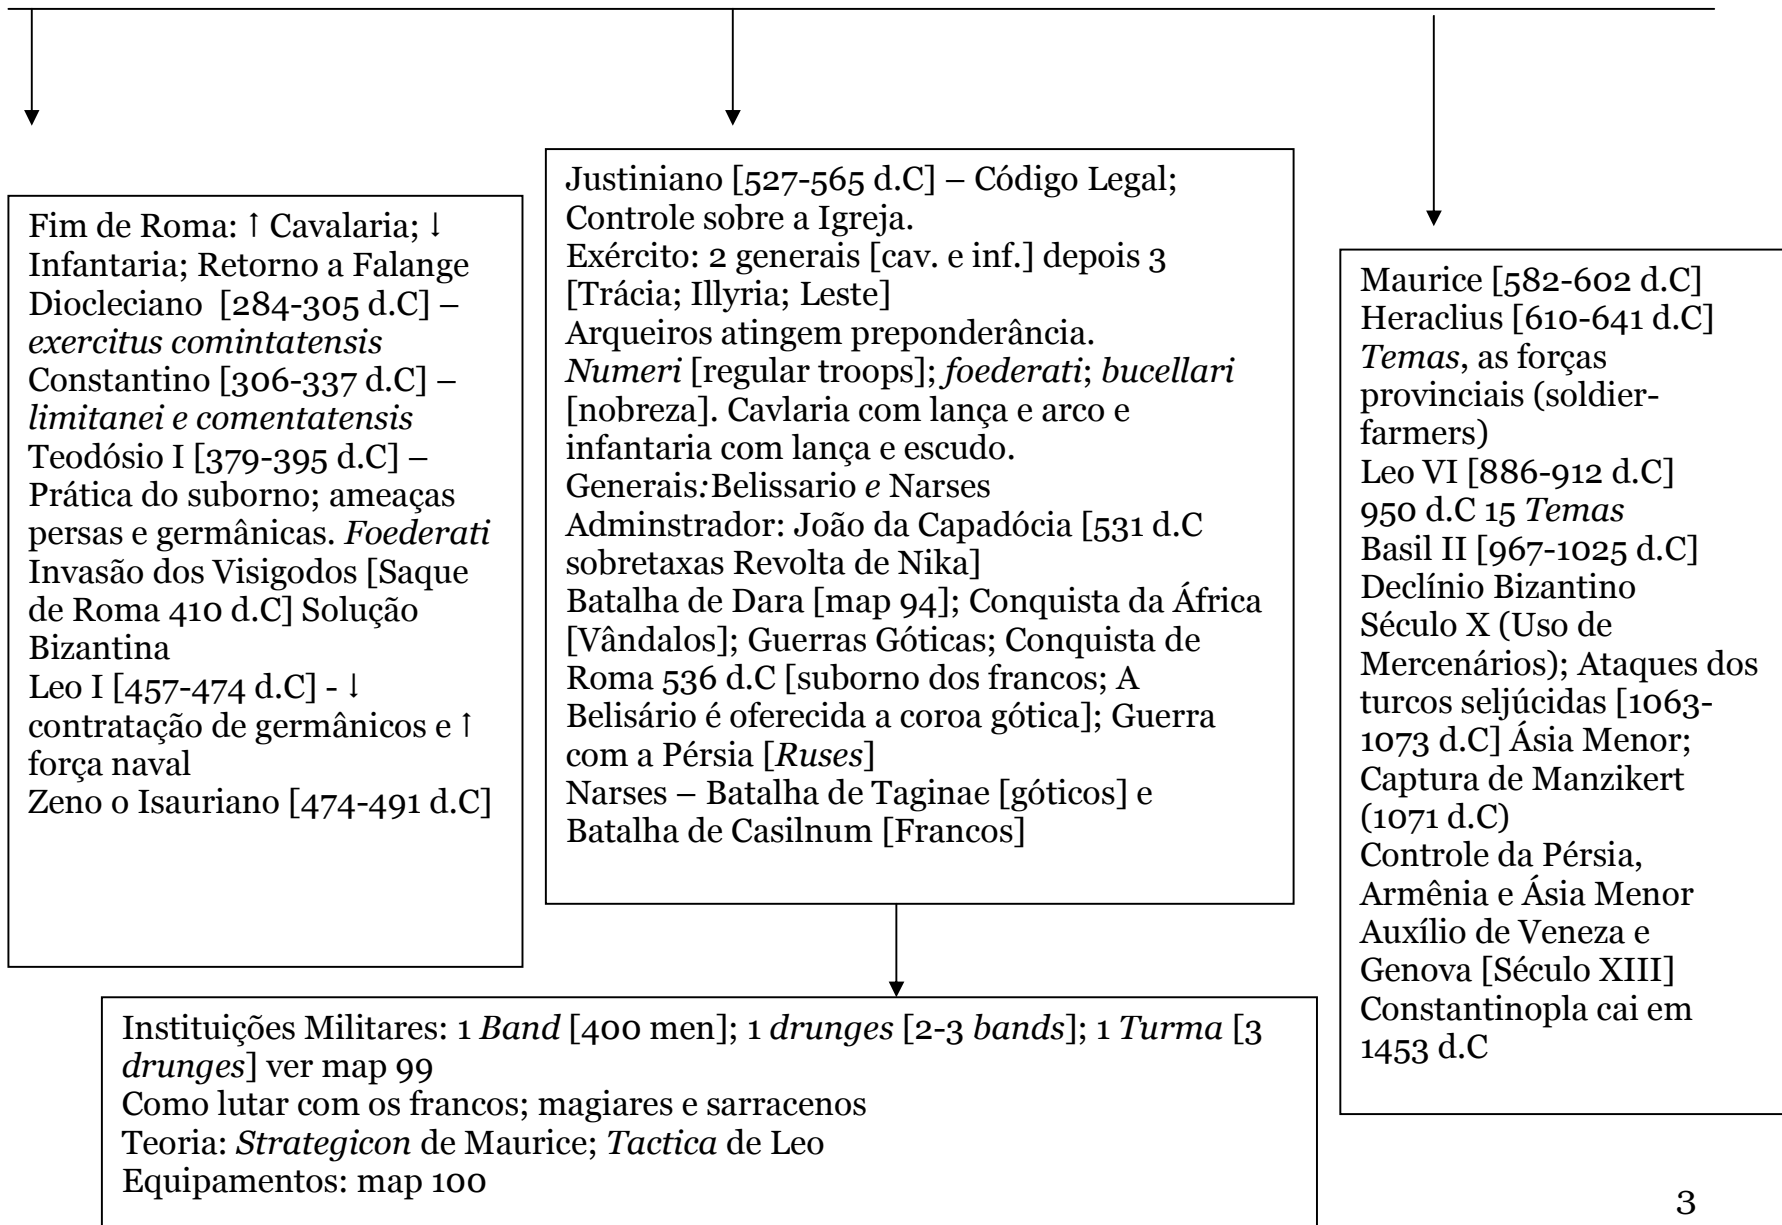 Fim de Roma: ↑ Cavalaria; ↓
Infantaria; Retorno a Falange
Diocleciano [284-305 d.C] –
exercitus comintatensis
Constantino [306-337 d.C] –
limitanei e comentatensis
Teodósio I [379-395 d.C] –
Prática do suborno; ameaças
persas e germânicas. Foederati
Invasão dos Visigodos [Saque
de Roma 410 d.C] Solução
Bizantina
Leo I [457-474 d.C] - ↓
contratação de germânicos e ↑
força naval
Zeno o Isauriano [474-491 d.C]
Justiniano [527-565 d.C] – Código Legal;
Controle sobre a Igreja.
Exército: 2 generais [cav. e inf.] depois 3
[Trácia; Illyria; Leste]
Arqueiros atingem preponderância.
Numeri [regular troops]; foederati; bucellari
[nobreza]. Cavlaria com lança e arco e
infantaria com lança e escudo.
Generais:Belissario e Narses
Adminstrador: João da Capadócia [531 d.C
sobretaxas Revolta de Nika]
Batalha de Dara [map 94]; Conquista da África
[Vândalos]; Guerras Góticas; Conquista de
Roma 536 d.C [suborno dos francos; A
Belisário é oferecida a coroa gótica]; Guerra
com a Pérsia [Ruses]
Narses – Batalha de Taginae [góticos] e
Batalha de Casilnum [Francos]
Maurice [582-602 d.C]
Heraclius [610-641 d.C]
Temas, as forças
provinciais (soldier-
farmers)
Leo VI [886-912 d.C]
950 d.C 15 Temas
Basil II [967-1025 d.C]
Declínio Bizantino
Século X (Uso de
Mercenários); Ataques dos
turcos seljúcidas [1063-
1073 d.C] Ásia Menor;
Captura de Manzikert
(1071 d.C)
Controle da Pérsia,
Armênia e Ásia Menor
Auxílio de Veneza e
Genova [Século XIII]
Constantinopla cai em
1453 d.C
Instituições Militares: 1 Band [400 men]; 1 drunges [2-3 bands]; 1 Turma [3
drunges] ver map 99
Como lutar com os francos; magiares e sarracenos
Teoria: Strategicon de Maurice; Tactica de Leo
Equipamentos: map 100
3